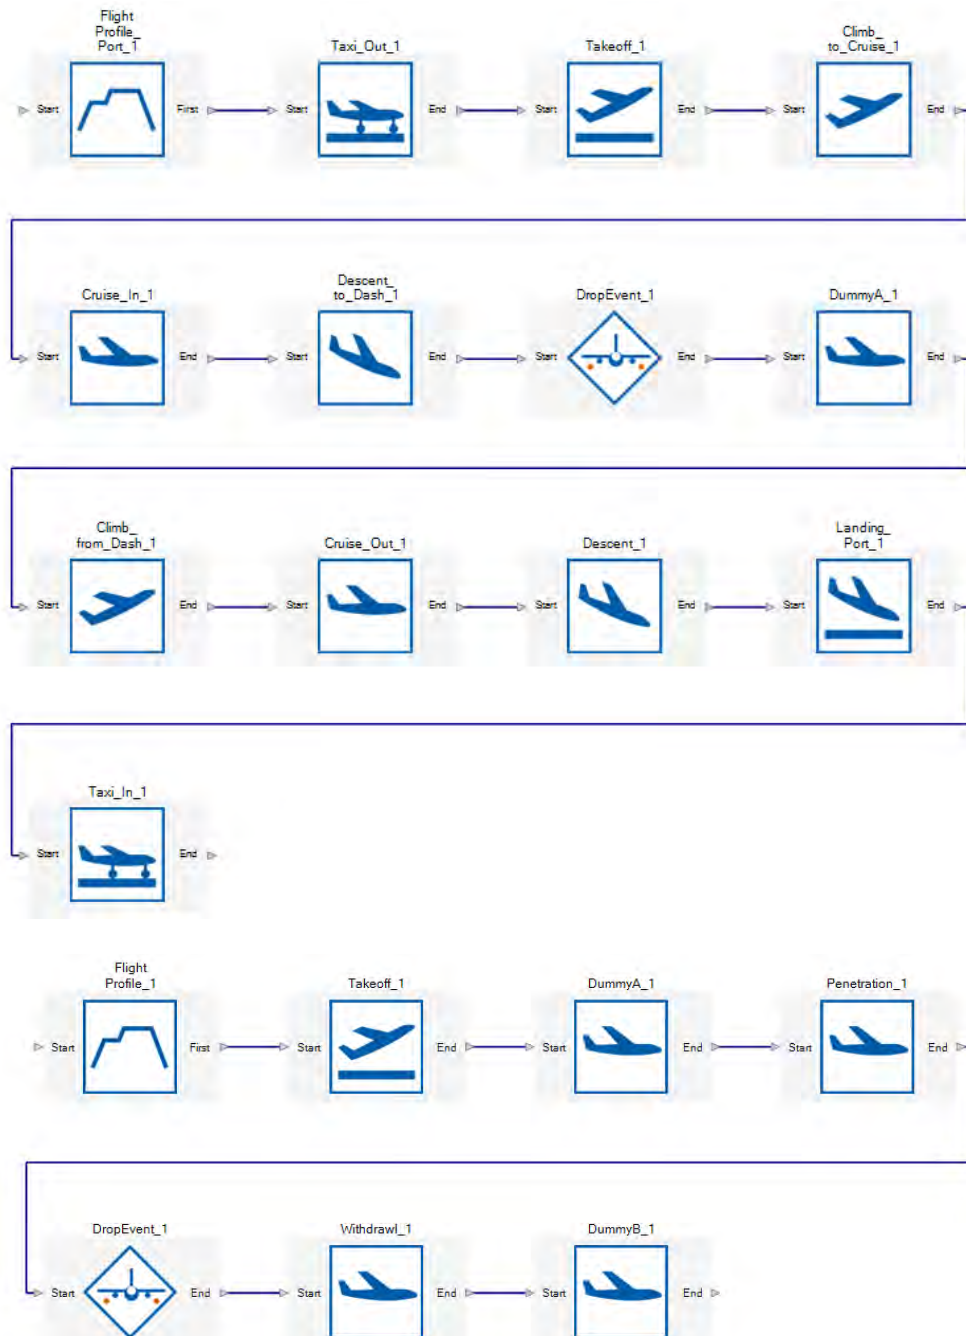 Flight
Profile_
Port_1
Taxi_Out_1
Takeoff_1
Climb_
to_Cruise_1
Start First Start End Start End Start End
Cruise_In_1
Descent_
to_Dash_1
DropEvent_1
DummyA_1
Start End Start End Start End Start End
Climb_
from_Dash_1
Cruise_Out_1
Descent_1
Landing_
Port_1
Start End Start End Start End Start End
Taxi_In_1
Start End
Flight
Profile_1
Takeoff_1
DummyA_1
Penetration_1
Start First Start End Start End Start End
DropEvent_1
Withdrawl_1
DummyB_1
Start End Start End Start End